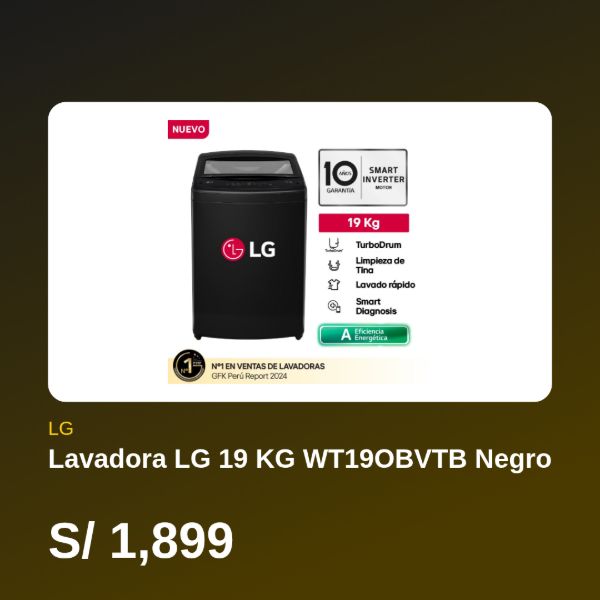 NUEVO
LG
10 AÑOS
GARANTÍA
SMART
INVERTER
MOTOR
19 Kg
TurboDrum
TurboDrum
Limpieza de
Tina
Lavado rápido
Smart
Diagnosis
A Eficiencia
Energética
Nº1
Nº1 EN VENTAS DE LAVADORAS
GFK Perú Report 2024
LG
Lavadora LG 19 KG WT19OBVTB Negro
S/ 1,899